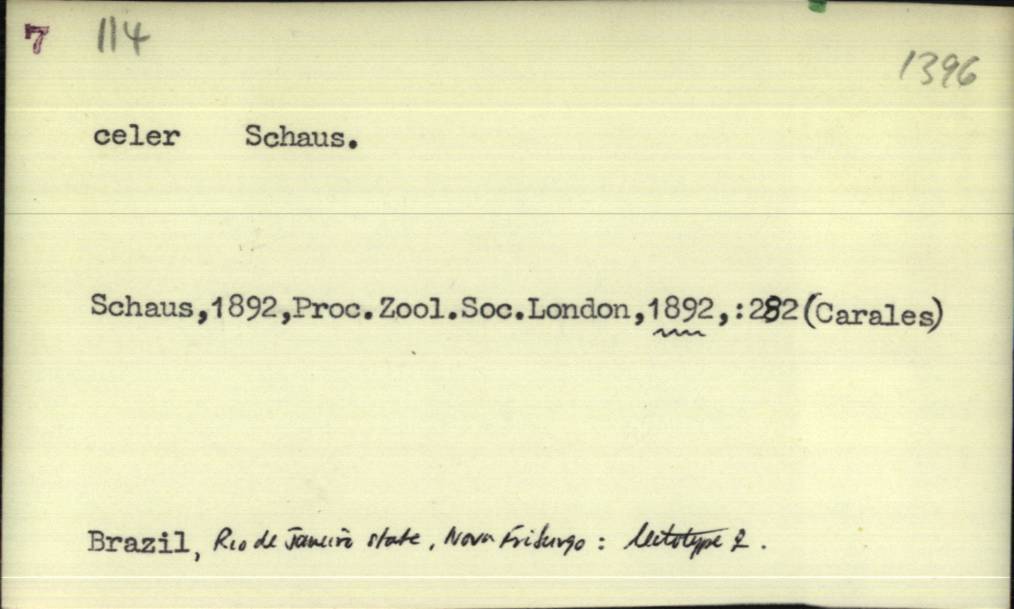 7 114
1396
celer Schaus.
Schaus,1892,Proc.Zool.Soc.London,1892,:282(Carales)
Brazil, Rio de Janeiro state, Nova Friburgo: lectotype ♀.